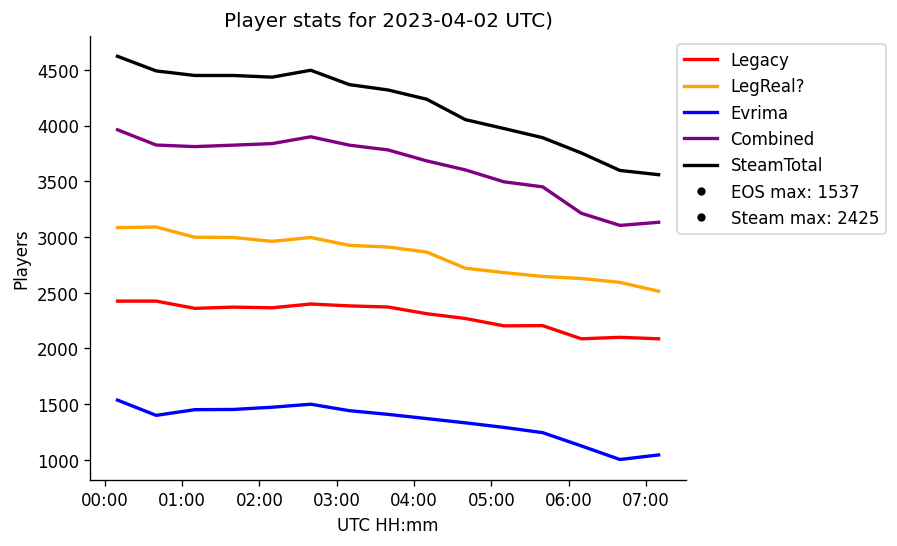 Player stats for 2023-04-02 UTC)
Legacy
LegReal?
Evrima
Combined
SteamTotal
EOS max: 1537
Steam max: 2425
Players
4500
4000
3500
3000
2500
2000
1500
1000
00:00 01:00 02:00 03:00 04:00 05:00 06:00 07:00
UTC HH:mm